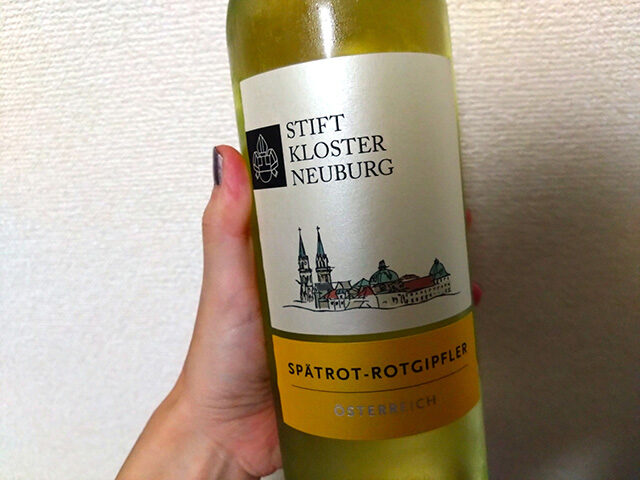 STIFT
KLOSTER
NEUBURG
SPÄTROT-ROTGIPFLER
ÖSTERREICH